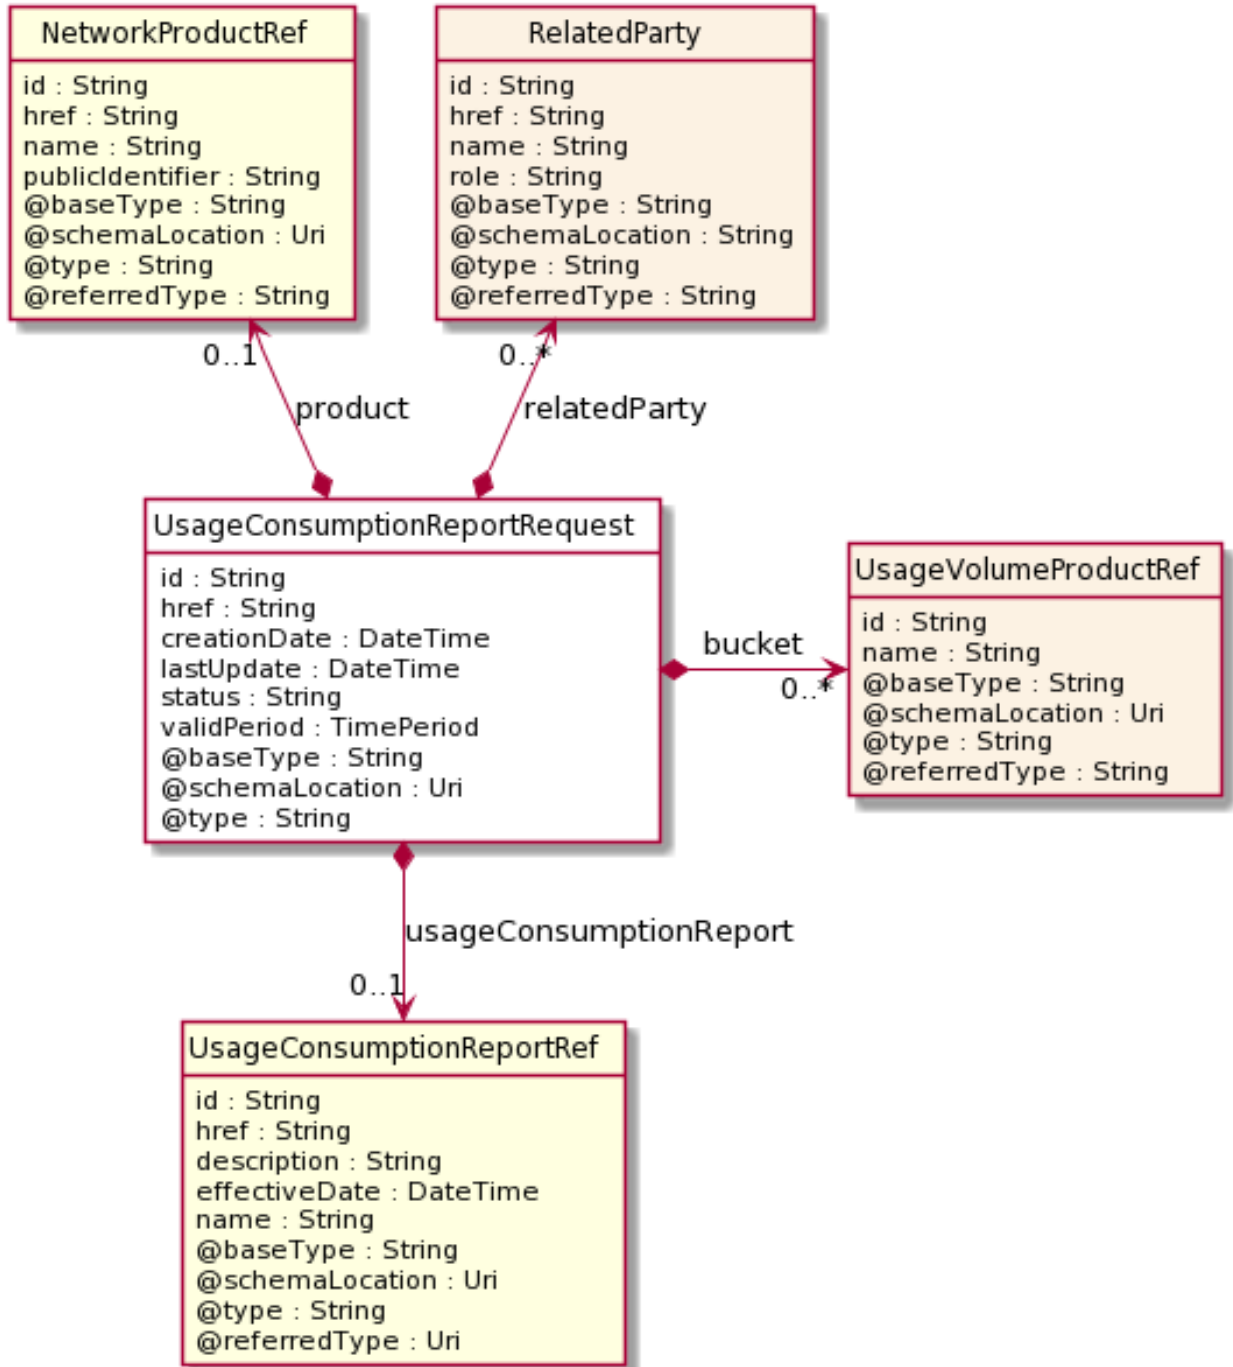 NetworkProductRef
id : String
href : String
name : String
publicIdentifier : String
@baseType : String
@schemaLocation : Uri
@type : String
@referredType : String
RelatedParty
id : String
href : String
name : String
role : String
@baseType : String
@schemaLocation : String
@type : String
@referredType : String
0..1
product
0..*
relatedParty
UsageConsumptionReportRequest
id : String
href : String
creationDate : DateTime
lastUpdate : DateTime
status : String
validPeriod : TimePeriod
@baseType : String
@schemaLocation : Uri
@type : String
bucket
0..*
UsageVolumeProductRef
id : String
name : String
@baseType : String
@schemaLocation : Uri
@type : String
@referredType : String
usageConsumptionReport
0..1
UsageConsumptionReportRef
id : String
href : String
description : String
effectiveDate : DateTime
name : String
@baseType : String
@schemaLocation : Uri
@type : String
@referredType : Uri